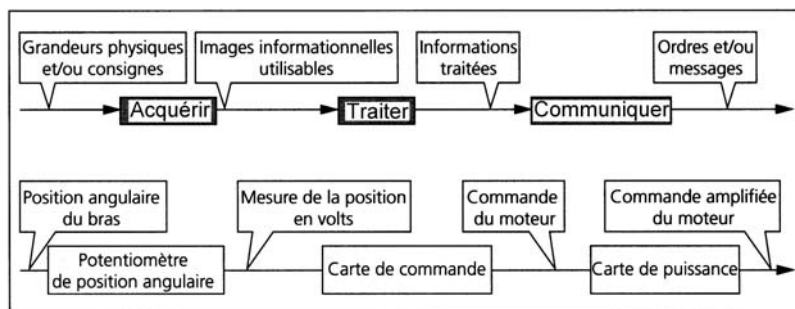 Grandeurs physiques
et/ou consignes
Images informationnelles
utilisables
Informations
traitées
Ordres et/ou
messages
Acquérir
Traiter
Communiquer
Position angulaire
du bras
Mesure de la position
en volts
Commande
du moteur
Commande amplifiée
du moteur
Potentiomètre
de position angulaire
Carte de commande
Carte de puissance